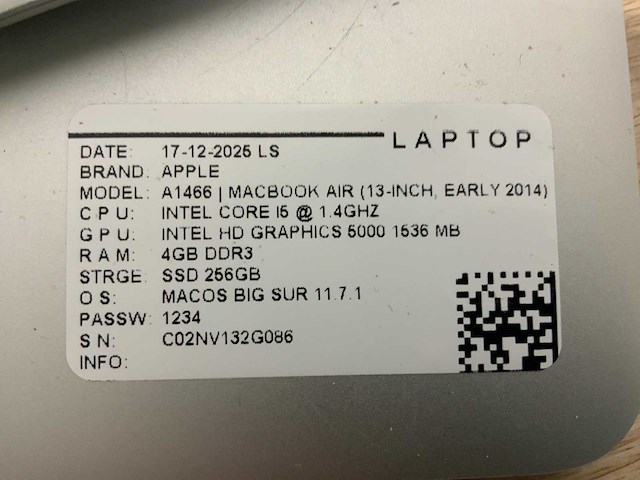 LAPTOP
DATE: 17-12-2025 LS
BRAND: APPLE
MODEL: A1466 | MACBOOK AIR (13-INCH, EARLY 2014)
CPU: INTEL CORE I5 @ 1.4GHZ
GPU: INTEL HD GRAPHICS 5000 1536 MB
RAM: 4GB DDR3
STRGE: SSD 256GB
OS: MACOS BIG SUR 11.7.1
PASSW: 1234
SN: C02NV132G086
INFO: